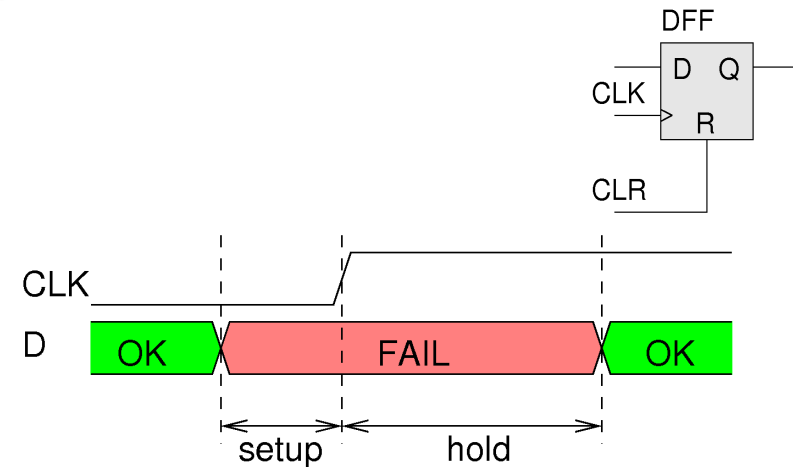 DFF
D Q
CLK
R
CLR
CLK
D
OK FAIL OK
setup hold